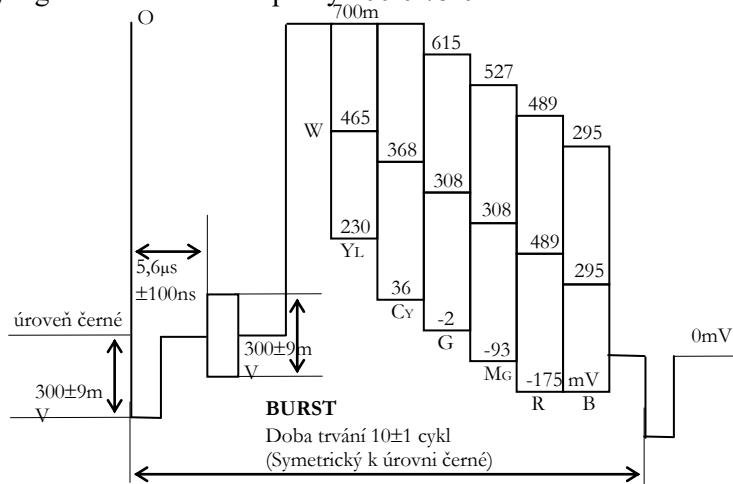 O
700m
615
527
489
295
W
465
368
308
308
489
295
230
YL
36
CY
-2
G
-93
MG
-175 mV
R
B
5,6µs
±100ns
úroveň černé
300±9m
V
300±9m
V
0mV
BURST
Doba trvání 10±1 cykl
(Symetrický k úrovni černé)